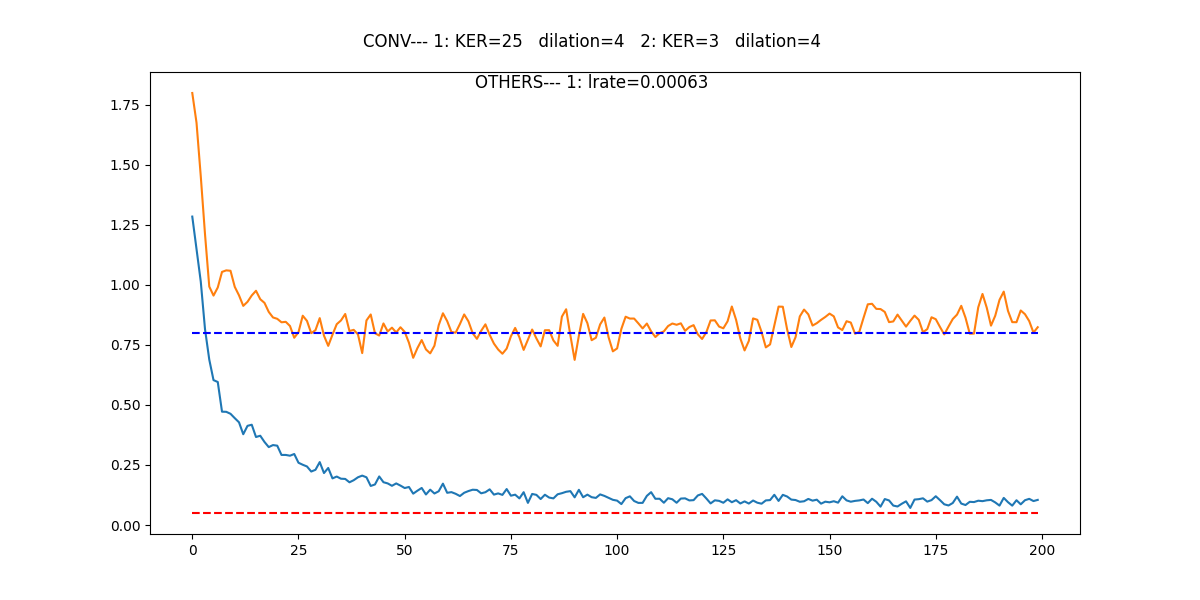 CONV--- 1: KER=25   dilation=4   2: KER=3   dilation=4
OTHERS--- 1: lrate=0.00063
1.75
1.50
1.25
1.00
0.75
0.50
0.25
0.00
0 25 50 75 100 125 150 175 200